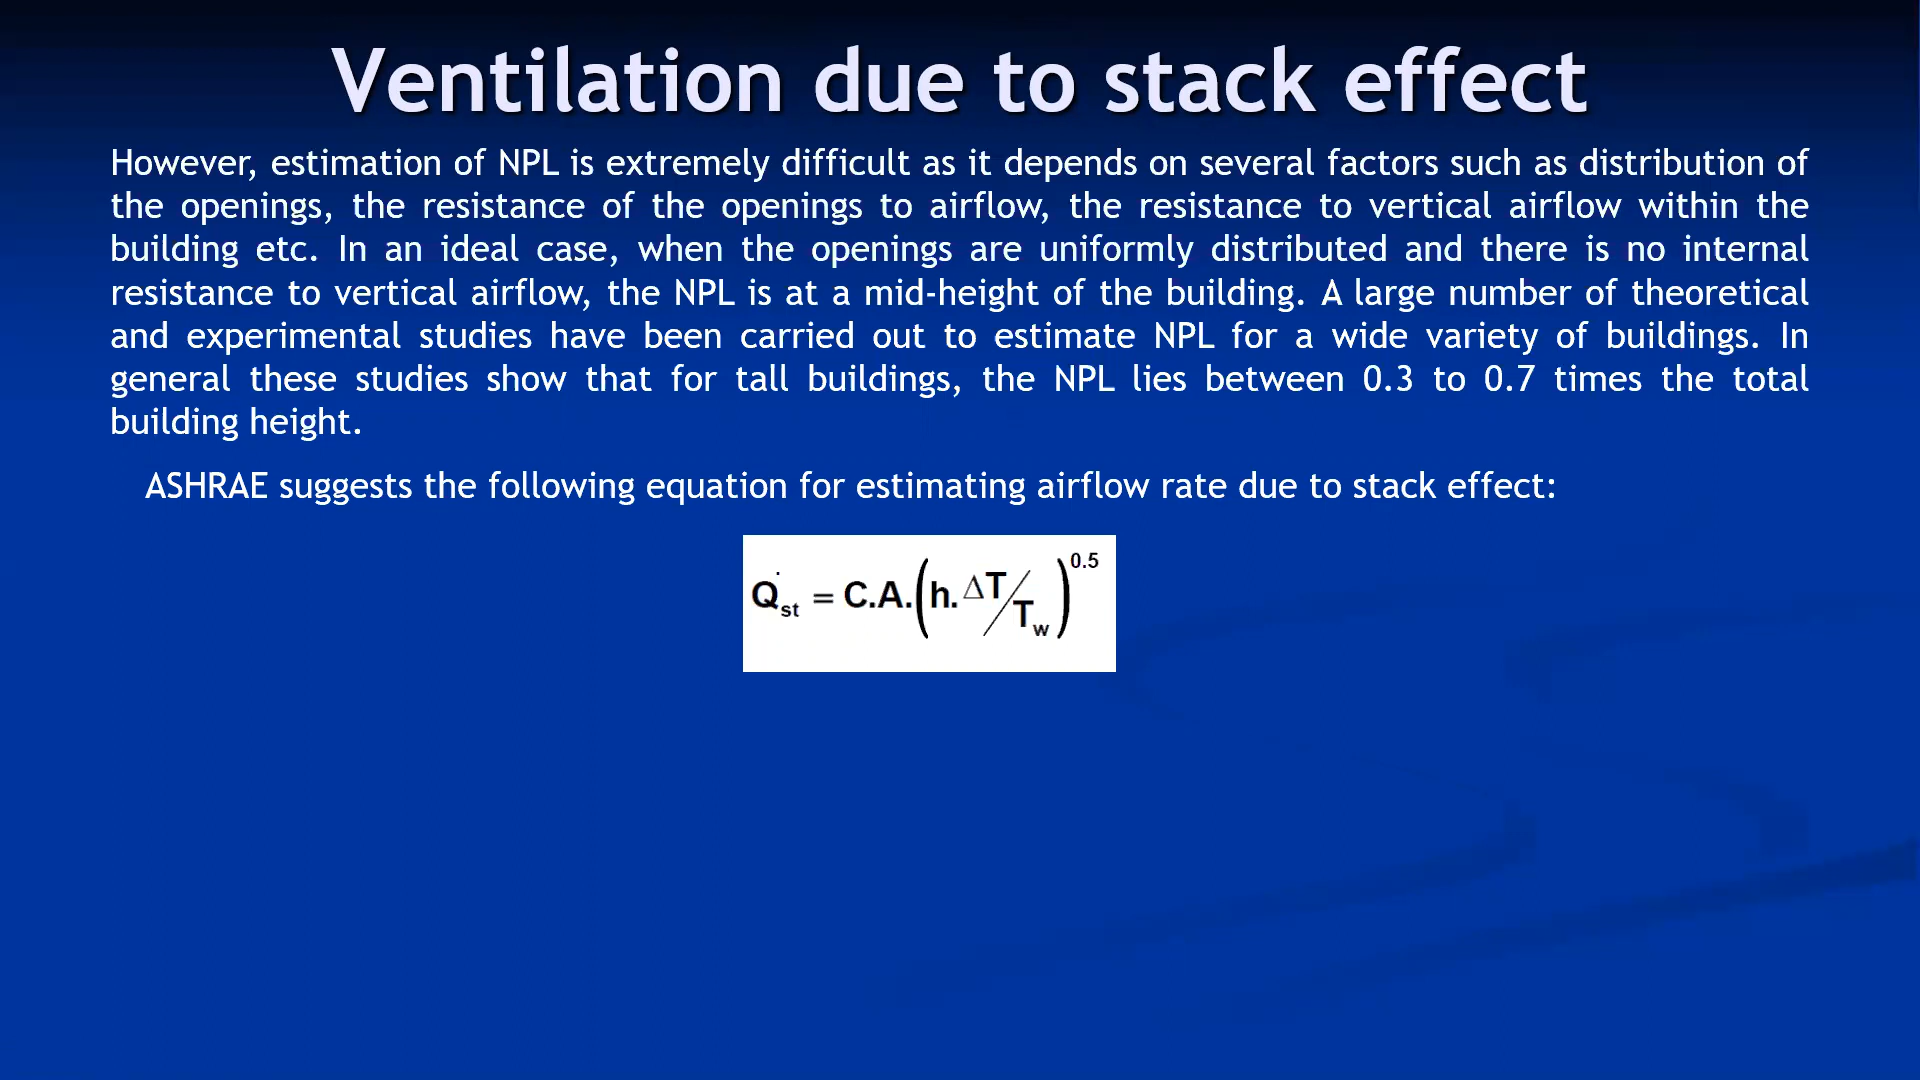 Ventilation due to stack effect
However, estimation of NPL is extremely difficult as it depends on several factors such as distribution of
the openings, the resistance of the openings to airflow, the resistance to vertical airflow within the
building etc. In an ideal case, when the openings are uniformly distributed and there is no internal
resistance to vertical airflow, the NPL is at a mid-height of the building. A large number of theoretical
and experimental studies have been carried out to estimate NPL for a wide variety of buildings. In
general these studies show that for tall buildings, the NPL lies between 0.3 to 0.7 times the total
building height.
ASHRAE suggests the following equation for estimating airflow rate due to stack effect:
Q̇st = C.A.(h.ΔT/Tw)^0.5